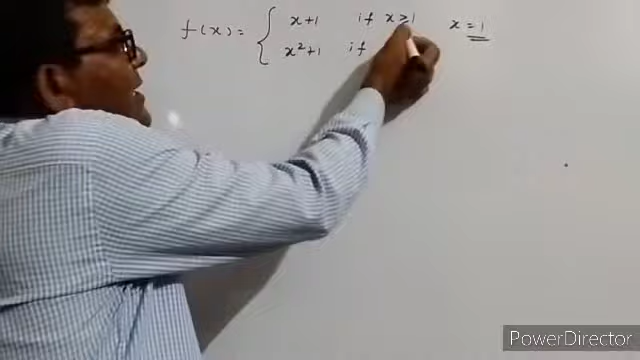 f(x) = { x+1 if x ≥ 1 x = 1
x²+1 if
PowerDirector